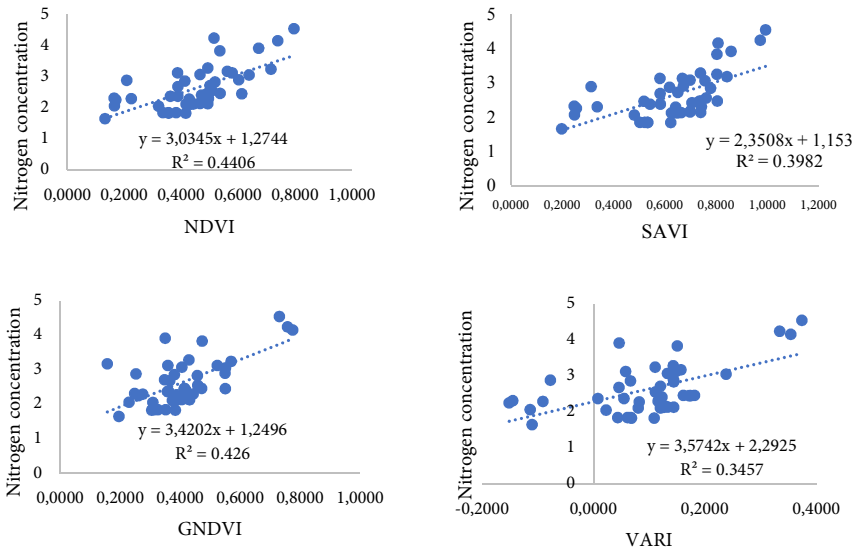 Nitrogen concentration
5
4
3
2
1
0
0,0000 0,2000 0,4000 0,6000 0,8000 1,0000
y = 3,0345x + 1,2744
R² = 0.4406
NDVI
Nitrogen concentration
5
4
3
2
1
0
0,0000 0,2000 0,4000 0,6000 0,8000 1,0000 1,2000
y = 2,3508x + 1,153
R² = 0.3982
SAVI
Nitrogen concentration
5
4
3
2
1
0
0,0000 0,2000 0,4000 0,6000 0,8000 1,0000
y = 3,4202x + 1,2496
R² = 0.426
GNDVI
Nitrogen concentration
5
4
3
2
1
0
-0,2000 0,0000 0,2000 0,4000
y = 3,5742x + 2,2925
R² = 0.3457
VARI